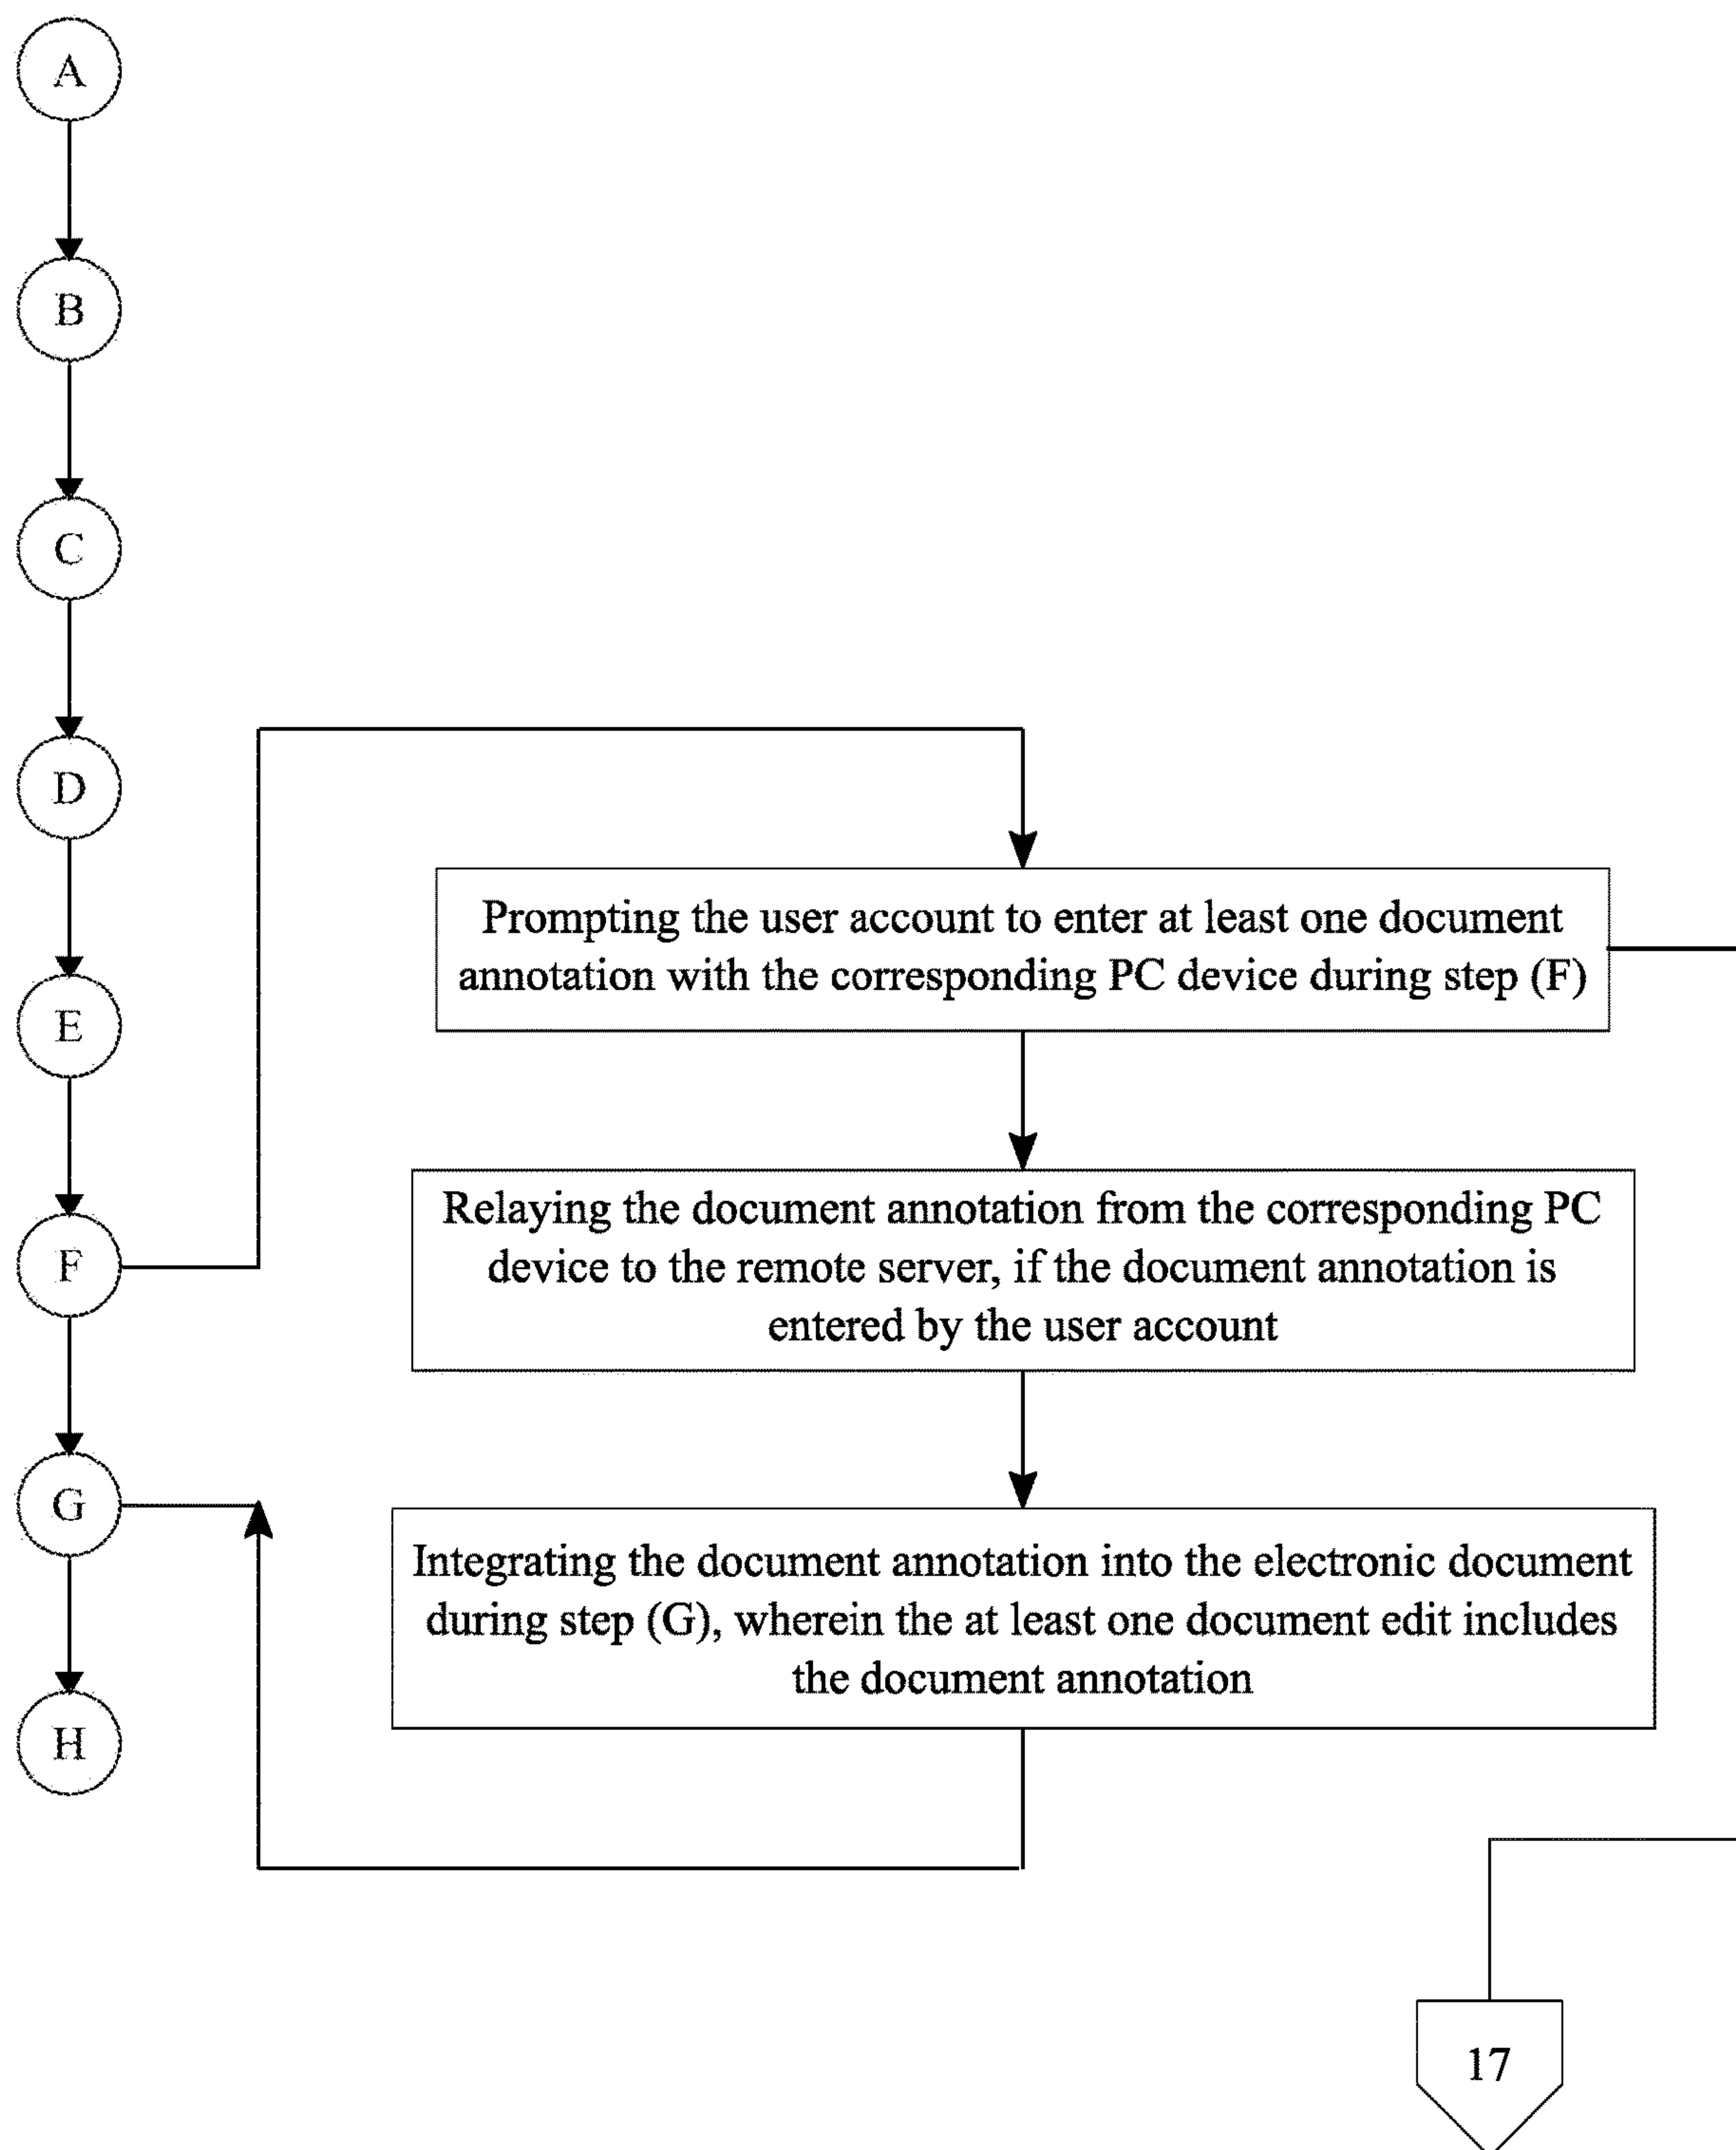 A
B
C
D
E
F
G
H
Prompting the user account to enter at least one document
annotation with the corresponding PC device during step (F)
Relaying the document annotation from the corresponding PC
device to the remote server, if the document annotation is
entered by the user account
Integrating the document annotation into the electronic document
during step (G), wherein the at least one document edit includes
the document annotation
17